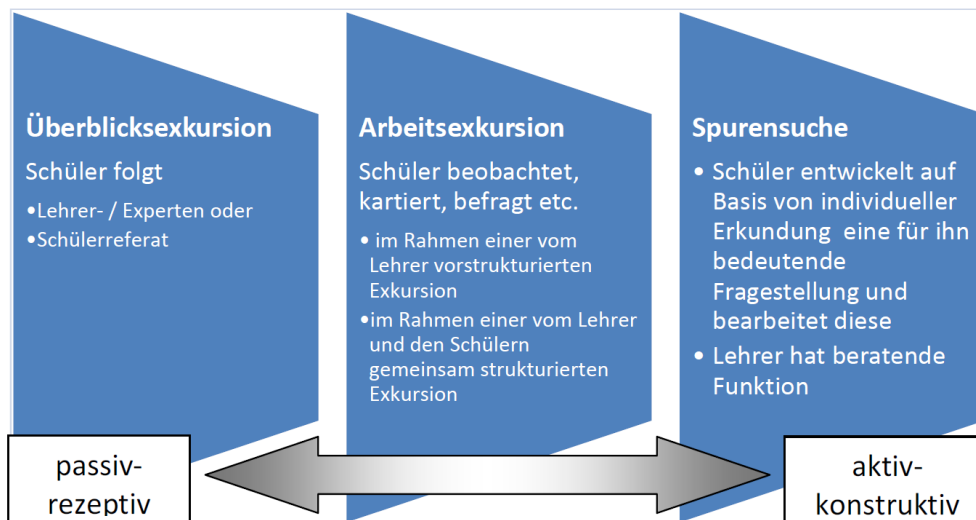 Überblicksexkursion
Schüler folgt
•Lehrer- / Experten oder
•Schülerreferat
Arbeitsexkursion
Schüler beobachtet,
kartiert, befragt etc.
• im Rahmen einer vom
Lehrer vorstrukturierten
Exkursion
•im Rahmen einer vom Lehrer
und den Schülern
gemeinsam strukturierten
Exkursion
Spurensuche
• Schüler entwickelt auf
Basis von individueller
Erkundung eine für ihn
bedeutende
Fragestellung und
bearbeitet diese
• Lehrer hat beratende
Funktion
passiv-
rezeptiv
aktiv-
konstruktiv